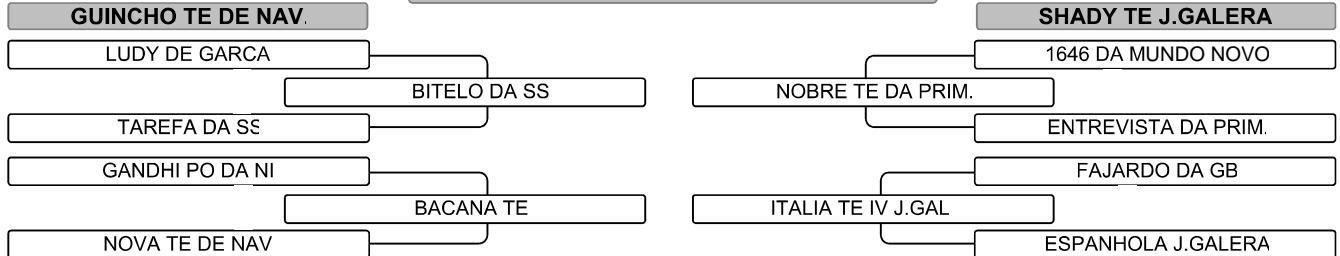 GUINCHO TE DE NAV.
SHADY TE J.GALERA
LUDY DE GARCA
1646 DA MUNDO NOVO
BITELO DA SS
NOBRE TE DA PRIM.
TAREFA DA SS
ENTREVISTA DA PRIM.
GANDHI PO DA NI
FAJARDO DA GB
BACANA TE
ITALIA TE IV J.GAL
NOVA TE DE NAV
ESPANHOLA J.GALERA